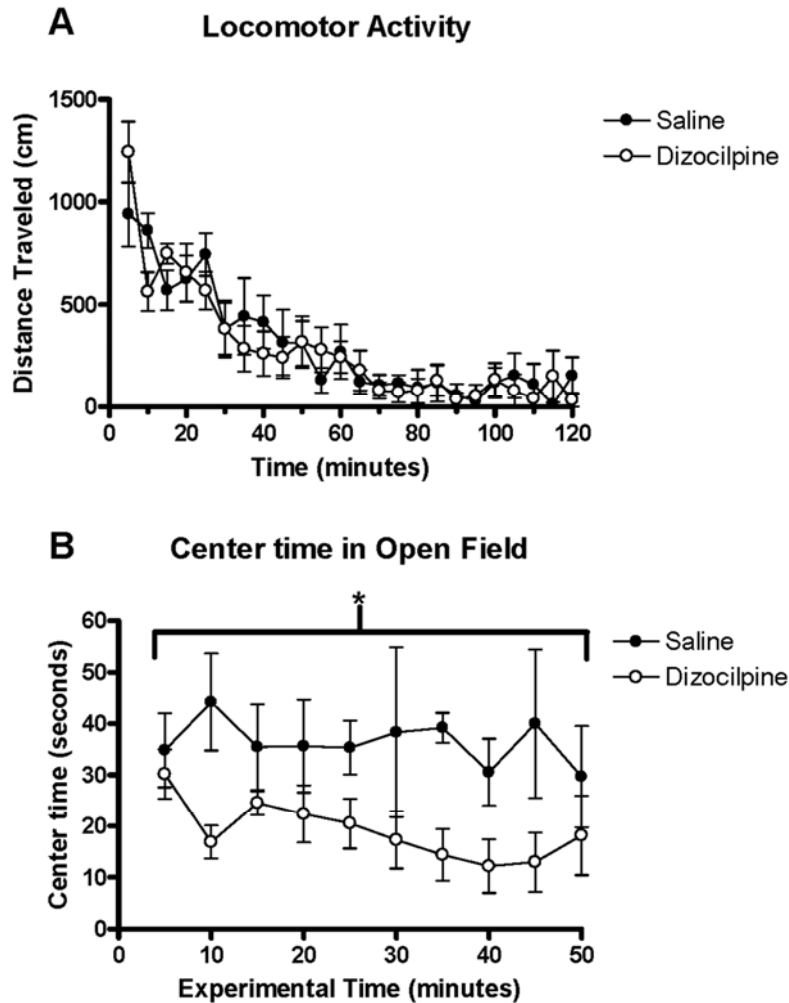 A
Locomotor Activity
Distance Traveled (cm)
1500
1000
500
0
0 20 40 60 80 100 120
Time (minutes)
Saline
Dizocilpine
B
Center time in Open Field
*
Center time (seconds)
60
50
40
30
20
10
0
0 10 20 30 40 50
Experimental Time (minutes)
Saline
Dizocilpine